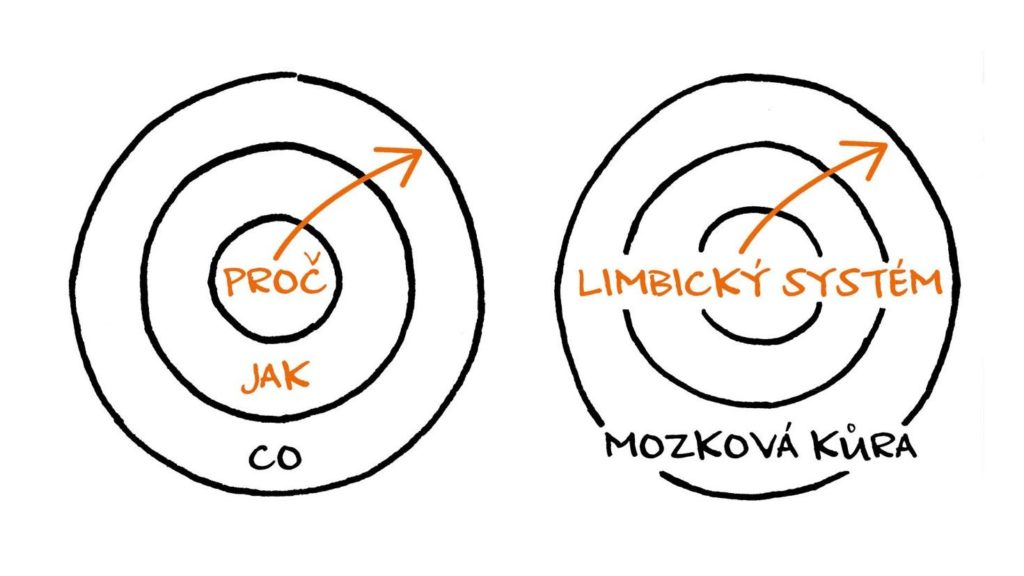 PROČ
JAK
CO
LIMBICKÝ SYSTÉM
MOZKOVÁ KŮRA